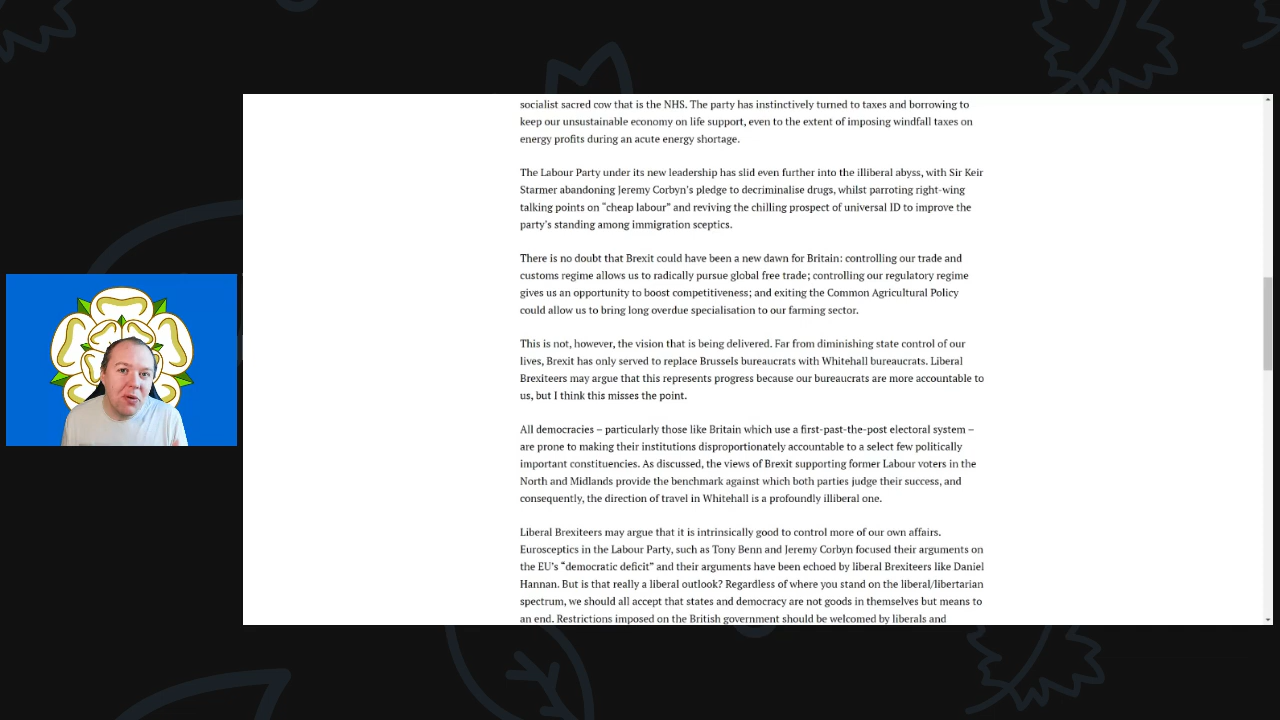 socialist sacred cow that is the NHS. The party has instinctively turned to taxes and borrowing to
keep our unsustainable economy on life support, even to the extent of imposing windfall taxes on
energy profits during an acute energy shortage.
The Labour Party under its new leadership has slid even further into the illiberal abyss, with Sir Keir
Starmer abandoning Jeremy Corbyn's pledge to decriminalise drugs, whilst parroting right-wing
talking points on “cheap labour” and reviving the chilling prospect of universal ID to improve the
party's standing among immigration sceptics.
There is no doubt that Brexit could have been a new dawn for Britain: controlling our trade and
customs regime allows us to radically pursue global free trade; controlling our regulatory regime
gives us an opportunity to boost competitiveness; and exiting the Common Agricultural Policy
could allow us to bring long overdue specialisation to our farming sector.
This is not, however, the vision that is being delivered. Far from diminishing state control of our
lives, Brexit has only served to replace Brussels bureaucrats with Whitehall bureaucrats. Liberal
Brexiteers may argue that this represents progress because our bureaucrats are more accountable to
us, but I think this misses the point.
All democracies – particularly those like Britain which use a first-past-the-post electoral system –
are prone to making their institutions disproportionately accountable to a select few politically
important constituencies. As discussed, the views of Brexit supporting former Labour voters in the
North and Midlands provide the benchmark against which both parties judge their success, and
consequently, the direction of travel in Whitehall is a profoundly illiberal one.
Liberal Brexiteers may argue that it is intrinsically good to control more of our own affairs.
Eurosceptics in the Labour Party, such as Tony Benn and Jeremy Corbyn focused their arguments on
the EU's “democratic deficit” and their arguments have been echoed by liberal Brexiteers like Daniel
Hannan. But is that really a liberal outlook? Regardless of where you stand on the liberal/libertarian
spectrum, we should all accept that states and democracy are not goods in themselves but means to
an end. Restrictions imposed on the British government should be welcomed by liberals and